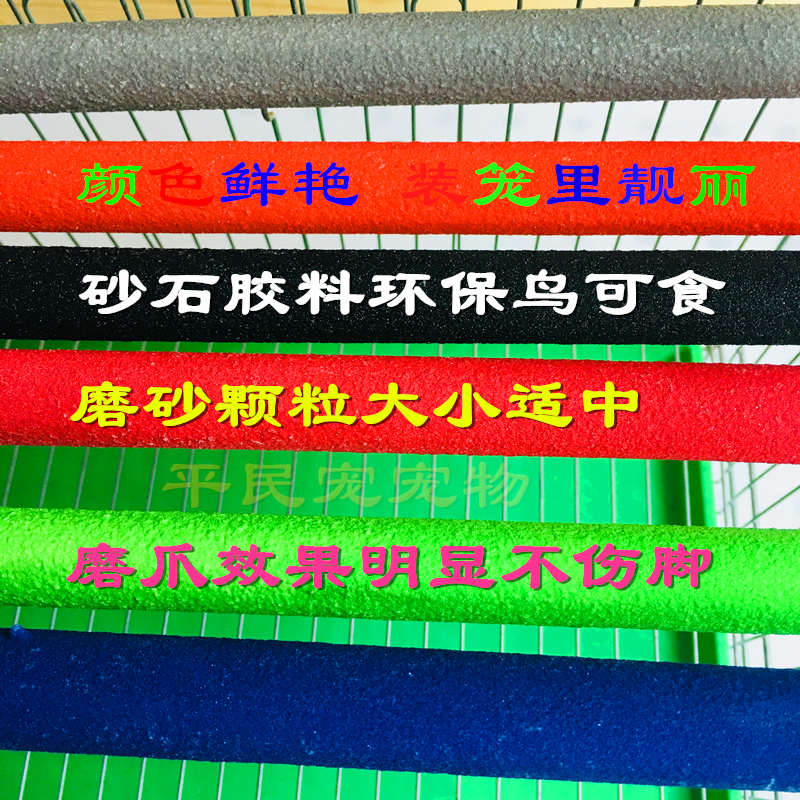 颜色鲜艳 装笼里靓丽
砂石胶料环保鸟可食
磨砂颗粒大小适中
平民宠宠物
磨爪效果明显不伤脚